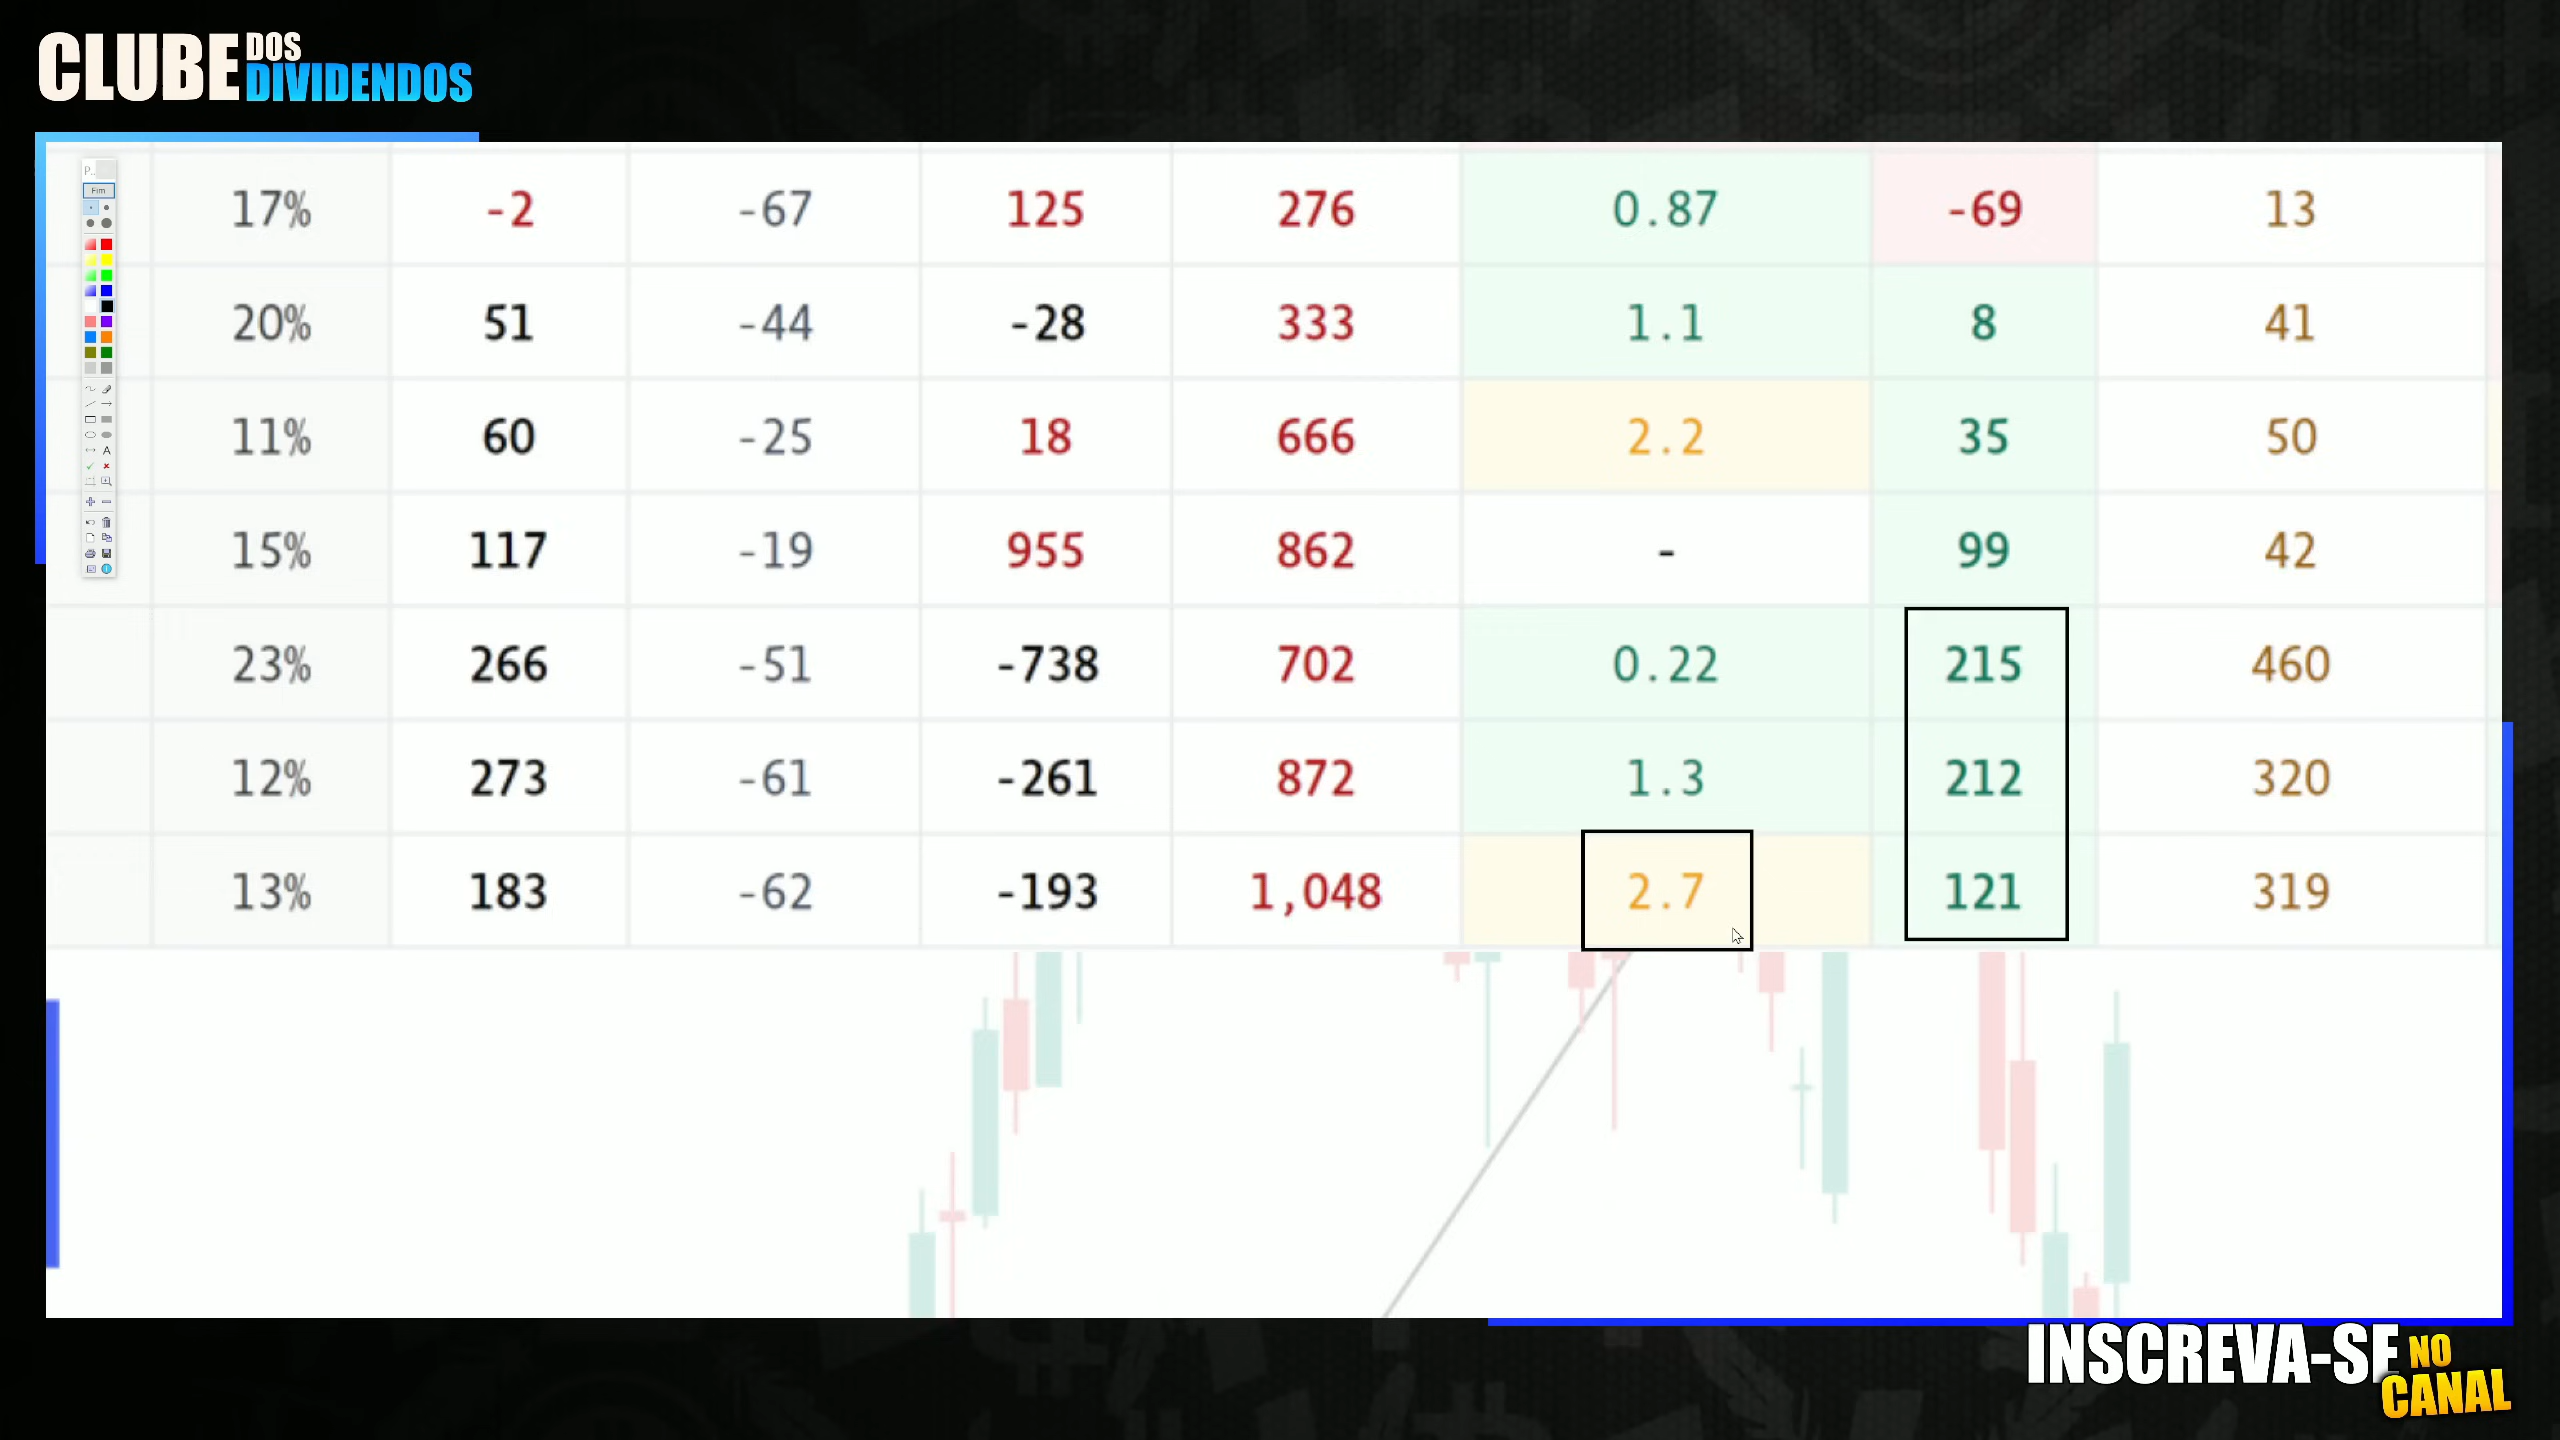 CLUBE DOS
DIVIDENDOS
P..
Fim
17% -2 -67 125 276 0.87 -69 13
20% 51 -44 -28 333 1.1 8 41
11% 60 -25 18 666 2.2 35 50
15% 117 -19 955 862 - 99 42
23% 266 -51 -738 702 0.22 215 460
12% 273 -61 -261 872 1.3 212 320
13% 183 -62 -193 1,048 2.7 121 319
INSCREVA-SE NO
CANAL